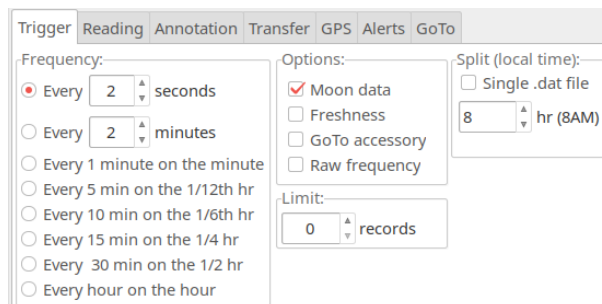 Trigger Reading Annotation Transfer GPS Alerts GoTo
Frequency:
Every 2 seconds
Every 2 minutes
Every 1 minute on the minute
Every 5 min on the 1/12th hr
Every 10 min on the 1/6th hr
Every 15 min on the 1/4 hr
Every 30 min on the 1/2 hr
Every hour on the hour
Options:
Moon data
Freshness
GoTo accessory
Raw frequency
Limit:
0 records
Split (local time):
Single .dat file
8 hr (8AM)